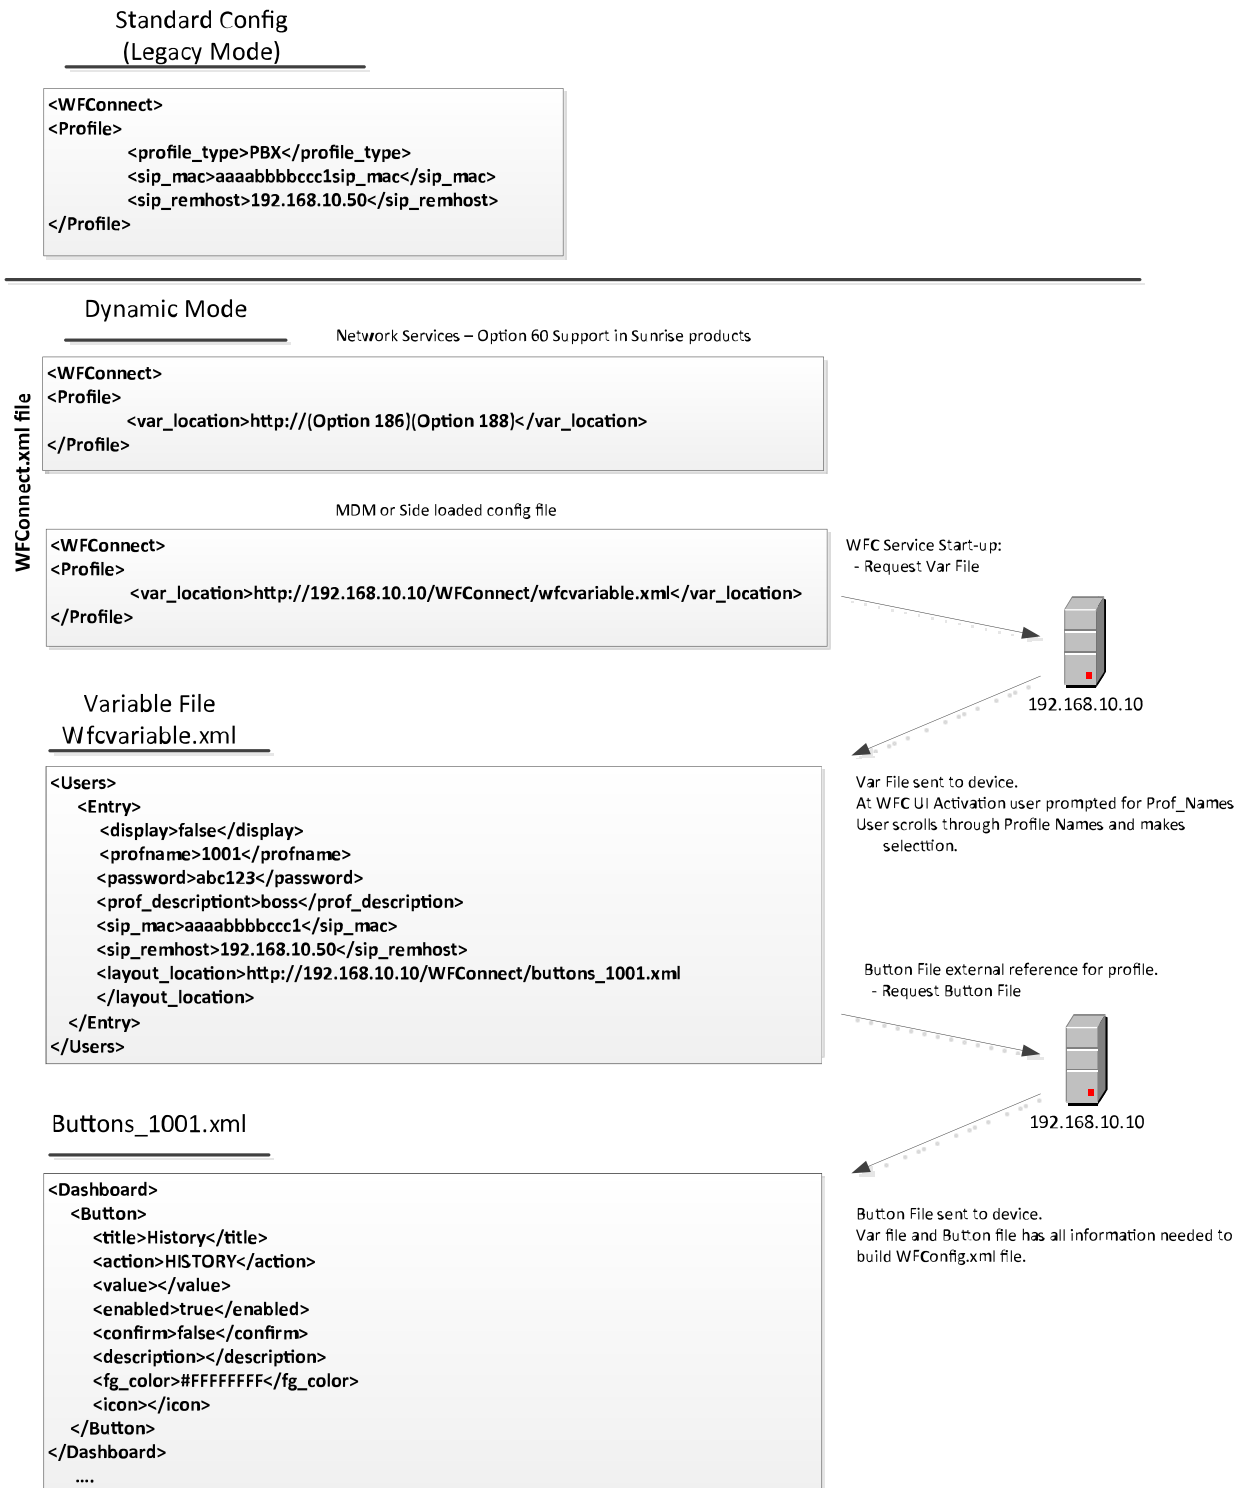 Standard Config
(Legacy Mode)
<WFConnect>
<Profile>
<profile_type>PBX</profile_type>
<sip_mac>aaaabbbbccc1sip_mac</sip_mac>
<sip_remhost>192.168.10.50</sip_remhost>
</Profile>
Dynamic Mode
Network Services – Option 60 Support in Sunrise products
WFConnect.xml file
<WFConnect>
<Profile>
<var_location>http://(Option 186)(Option 188)</var_location>
</Profile>
MDM or Side loaded config file
<WFConnect>
<Profile>
<var_location>http://192.168.10.10/WFConnect/wfcvariable.xml</var_location>
</Profile>
WFC Service Start-up:
- Request Var File
192.168.10.10
Variable File
Wfcvariable.xml
<Users>
<Entry>
<display>false</display>
<profname>1001</profname>
<password>abc123</password>
<prof_descriptiont>boss</prof_description>
<sip_mac>aaaabbbbccc1</sip_mac>
<sip_remhost>192.168.10.50</sip_remhost>
<layout_location>http://192.168.10.10/WFConnect/buttons_1001.xml
</layout_location>
</Entry>
</Users>
Var File sent to device.
At WFC UI Activation user prompted for Prof_Names
User scrolls through Profile Names and makes
selecttion.
Button File external reference for profile.
- Request Button File
192.168.10.10
Buttons_1001.xml
<Dashboard>
<Button>
<title>History</title>
<action>HISTORY</action>
<value></value>
<enabled>true</enabled>
<confirm>false</confirm>
<description></description>
<fg_color>#FFFFFFFF</fg_color>
<icon></icon>
</Button>
</Dashboard>
....
Button File sent to device.
Var file and Button file has all information needed to
build WFConfig.xml file.